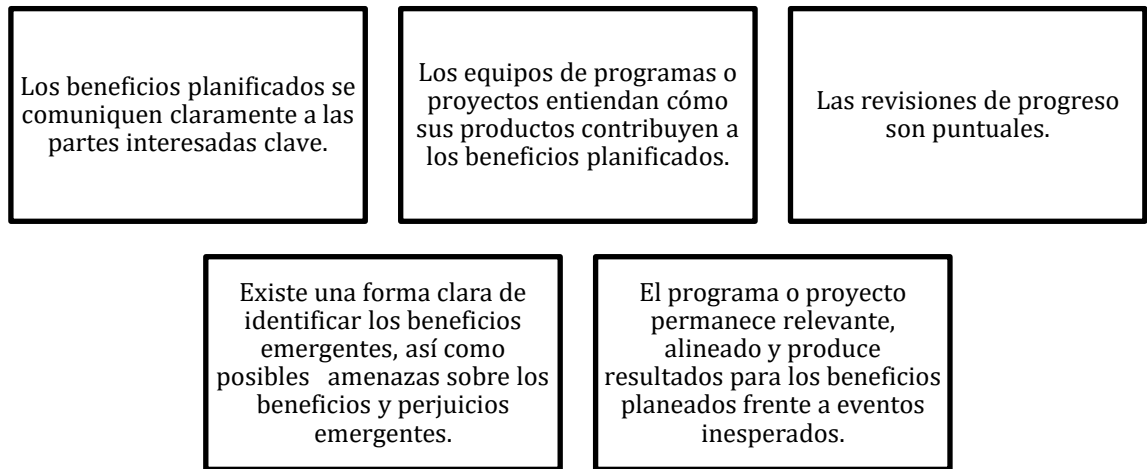 Los beneficios planificados se
comuniquen claramente a las
partes interesadas clave.
Los equipos de programas o
proyectos entiendan cómo
sus productos contribuyen a
los beneficios planificados.
Las revisiones de progreso
son puntuales.
Existe una forma clara de
identificar los beneficios
emergentes, así como
posibles   amenazas sobre los
beneficios y perjuicios
emergentes.
El programa o proyecto
permanece relevante,
alineado y produce
resultados para los beneficios
planeados frente a eventos
inesperados.